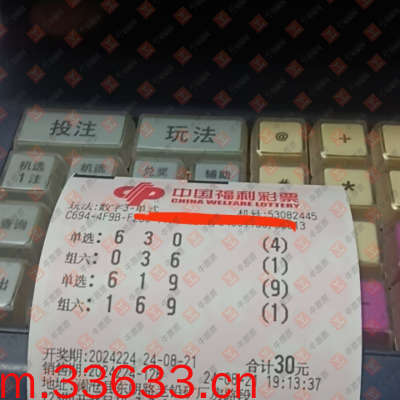 投注
玩法
@
+
机选
1注
机选
兑奖
辅助
#
*
查询
中国福利彩票
CHINA WELFARE LOTTERY
玩法:数字3-单式
机号:53082445
C694-4F9B-
13
单选: 6 3 0 (4)
组六: 0 3 6 (1)
单选: 6 1 9 (9)
组六: 1 6 9 (1)
开奖期:2024224 24-08-21
合计30元
19:13:37
m.33633.cn